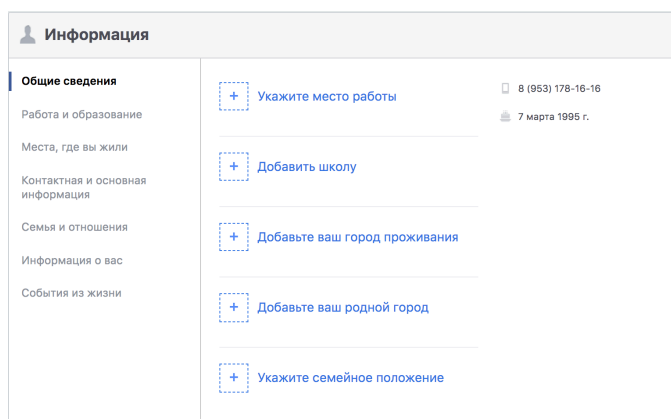 Информация
Общие сведения
Работа и образование
Места, где вы жили
Контактная и основная
информация
Семья и отношения
Информация о вас
События из жизни
+ Укажите место работы
+ Добавить школу
+ Добавьте ваш город проживания
+ Добавьте ваш родной город
+ Укажите семейное положение
8 (953) 178-16-16
7 марта 1995 г.